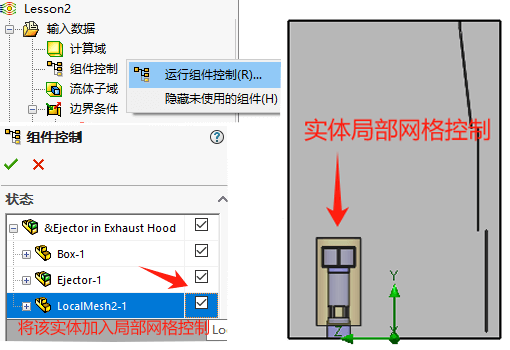 Lesson2
输入数据
计算域
组件控制
运行组件控制(R)...
隐藏未使用的组件(H)
流体子域
边界条件
组件控制
状态
&Ejector in Exhaust Hood
Box-1
Ejector-1
LocalMesh2-1
将该实体加入局部网格控制
Lo
实体局部网格控制
Y
Z